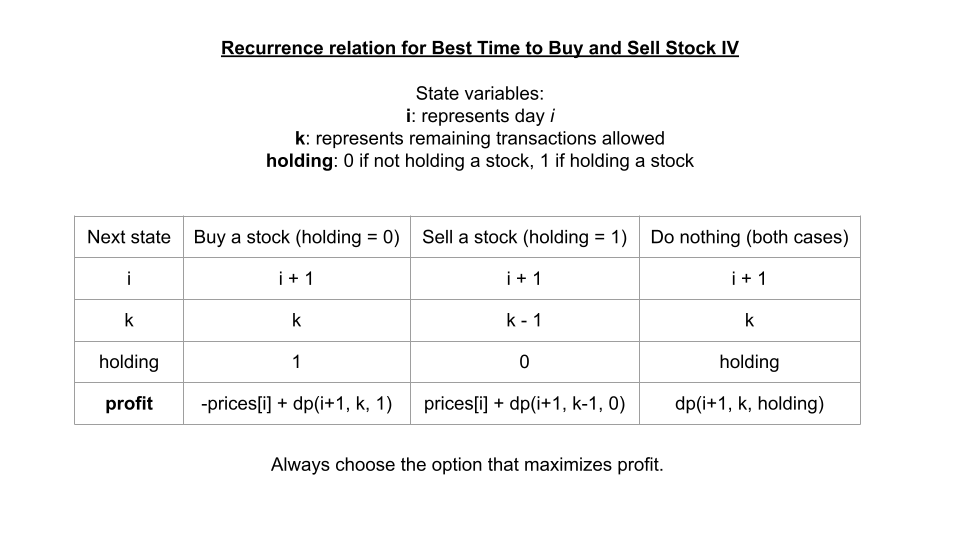 Recurrence relation for Best Time to Buy and Sell Stock IV
State variables:
i: represents day i
k: represents remaining transactions allowed
holding: 0 if not holding a stock, 1 if holding a stock
Next state Buy a stock (holding = 0) Sell a stock (holding = 1) Do nothing (both cases)
i i + 1 i + 1 i + 1
k k k - 1 k
holding 1 0 holding
profit -prices[i] + dp(i+1, k, 1) prices[i] + dp(i+1, k-1, 0) dp(i+1, k, holding)
Always choose the option that maximizes profit.